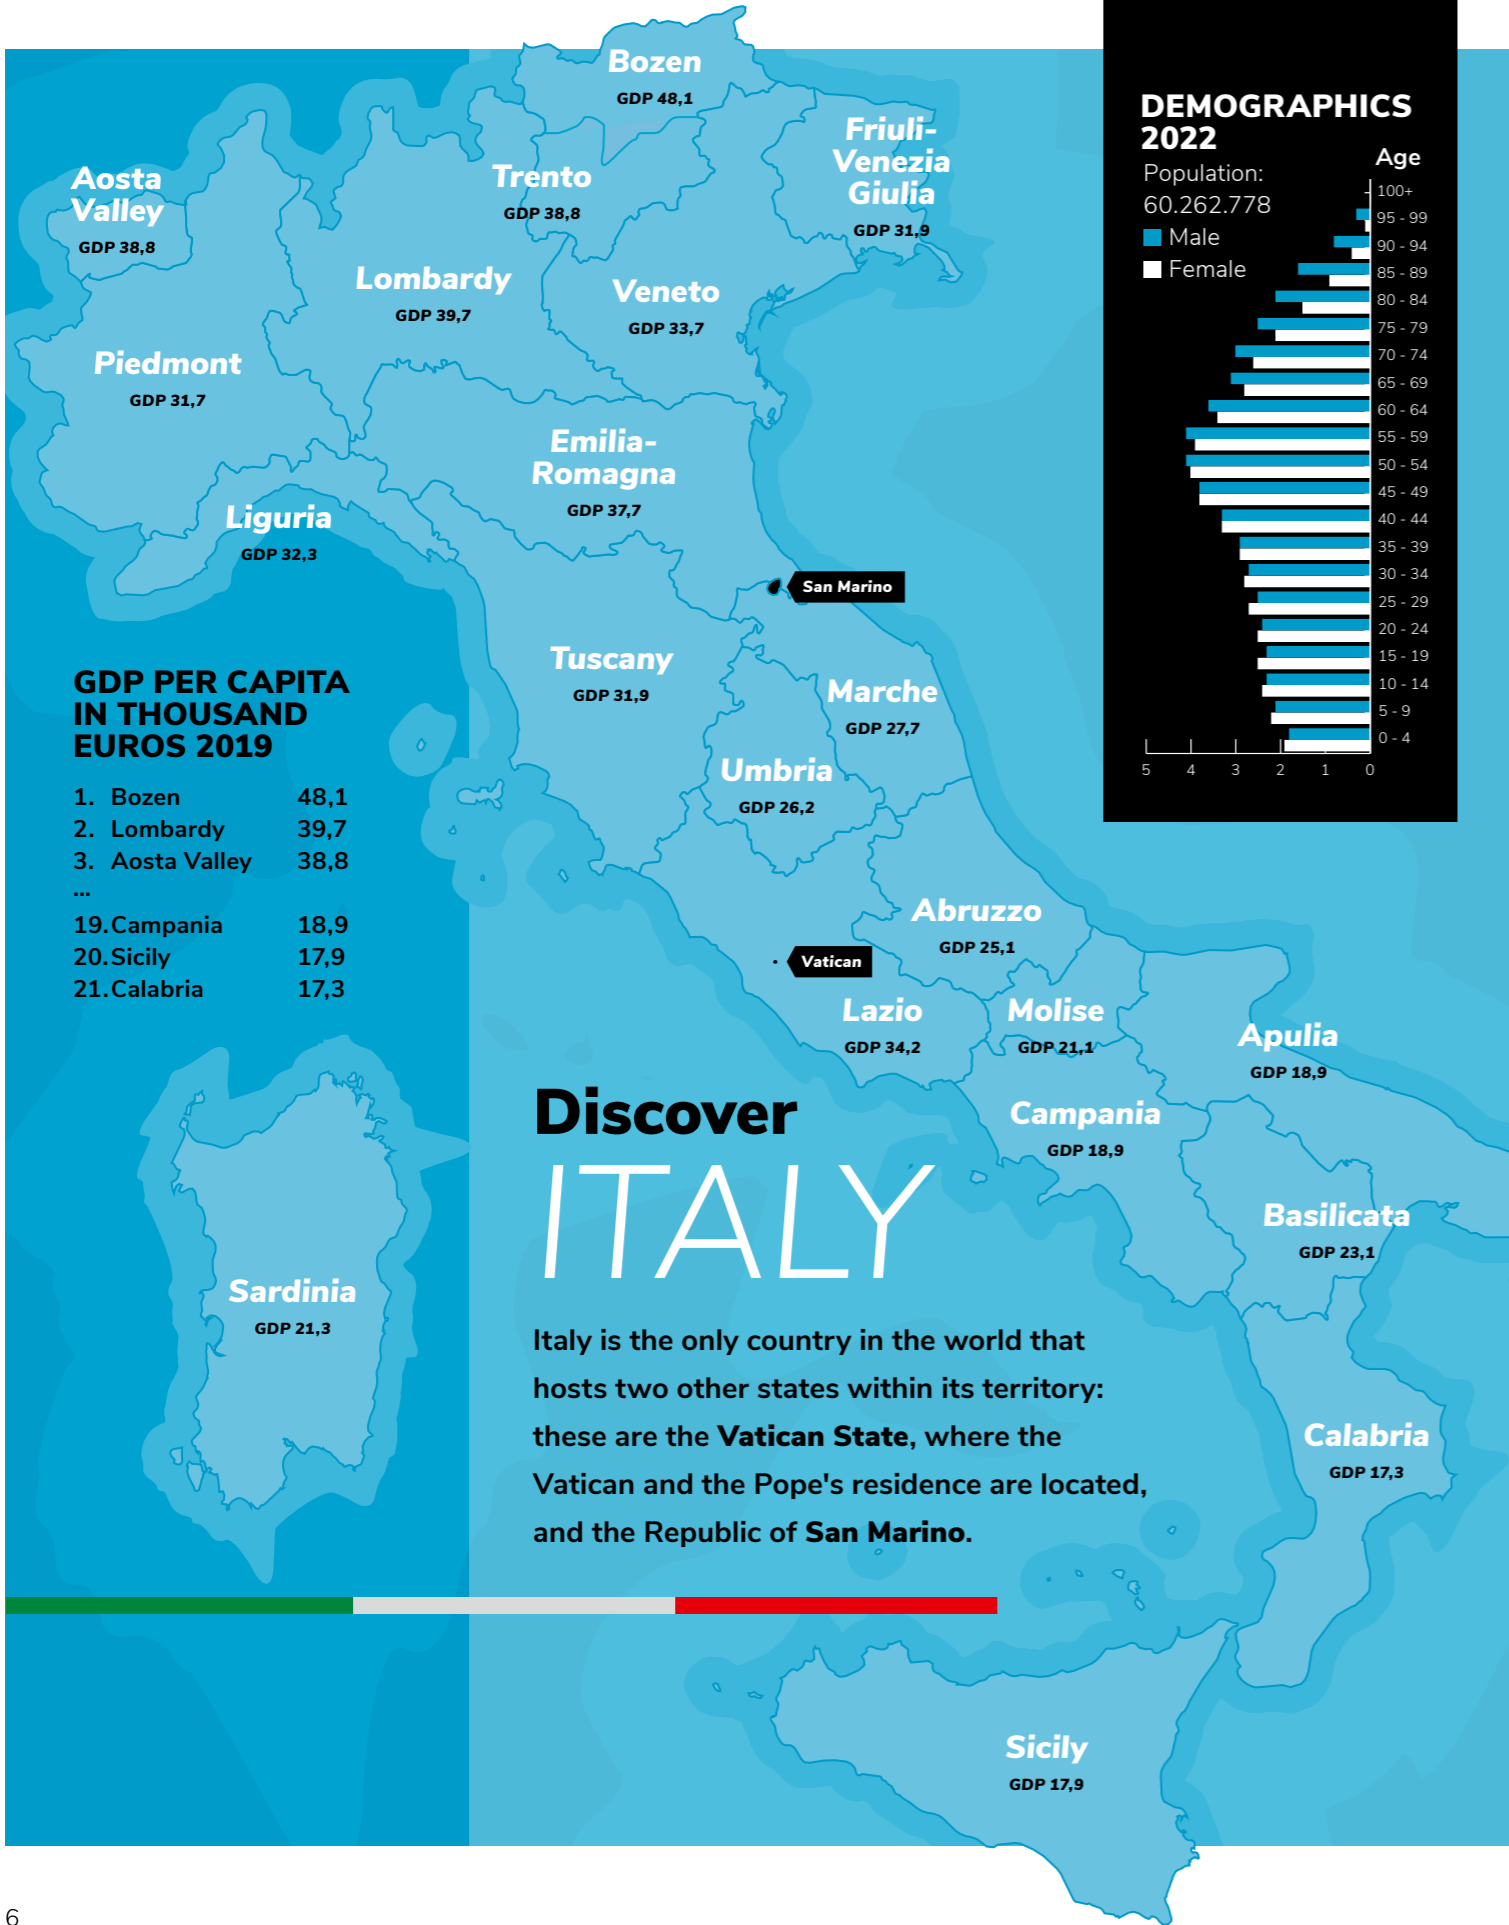 Bozen
GDP 48,1
Friuli-
Venezia
Giulia
GDP 31,9
Aosta
Valley
GDP 38,8
Trento
GDP 38,8
Lombardy
GDP 39,7
Veneto
GDP 33,7
Piedmont
GDP 31,7
Emilia-
Romagna
GDP 37,7
Liguria
GDP 32,3
San Marino
Tuscany
GDP 31,9
Marche
GDP 27,7
Umbria
GDP 26,2
Abruzzo
GDP 25,1
Vatican
Lazio
GDP 34,2
Molise
GDP 21,1
Apulia
GDP 18,9
Campania
GDP 18,9
Basilicata
GDP 23,1
Sardinia
GDP 21,3
Calabria
GDP 17,3
Sicily
GDP 17,9
DEMOGRAPHICS
2022
Population:
60.262.778
Male
Female
Age
100+
95 - 99
90 - 94
85 - 89
80 - 84
75 - 79
70 - 74
65 - 69
60 - 64
55 - 59
50 - 54
45 - 49
40 - 44
35 - 39
30 - 34
25 - 29
20 - 24
15 - 19
10 - 14
5 - 9
0 - 4
5 4 3 2 1 0
GDP PER CAPITA
IN THOUSAND
EUROS 2019
1. Bozen 48,1
2. Lombardy 39,7
3. Aosta Valley 38,8
...
19. Campania 18,9
20. Sicily 17,9
21. Calabria 17,3
Discover
ITALY
Italy is the only country in the world that
hosts two other states within its territory:
these are the Vatican State, where the
Vatican and the Pope's residence are located,
and the Republic of San Marino.
6